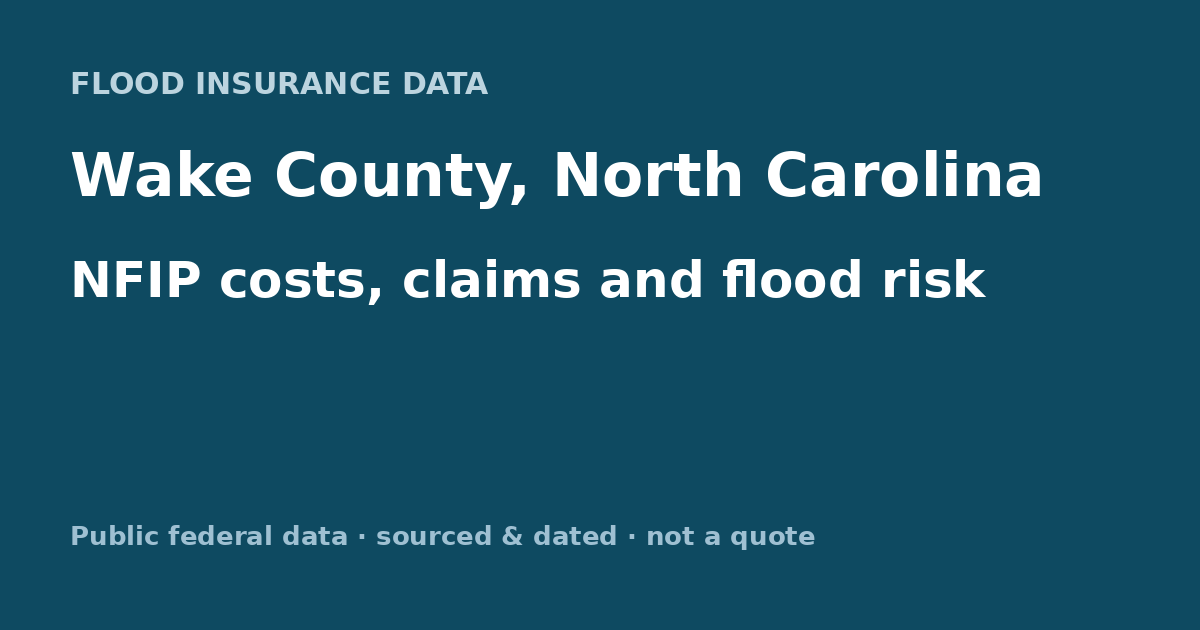 FLOOD INSURANCE DATA
Wake County, North Carolina
NFIP costs, claims and flood risk
Public federal data · sourced & dated · not a quote